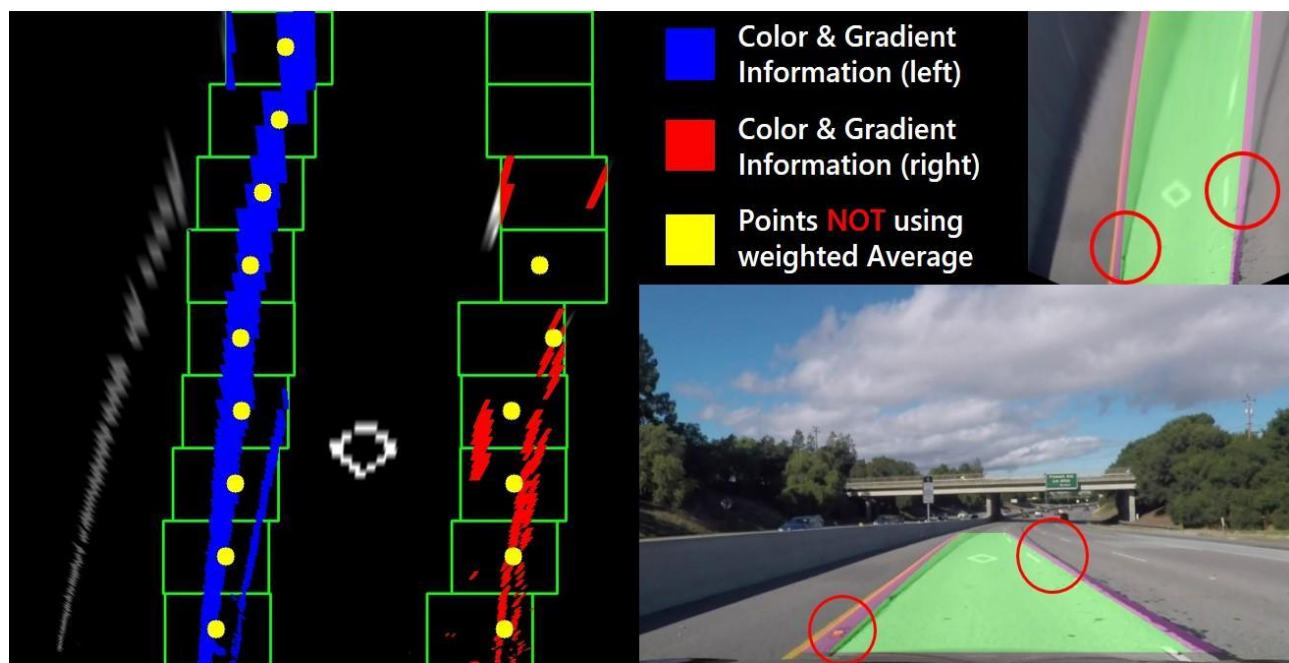 Color & Gradient
Information (left)
Color & Gradient
Information (right)
Points NOT using
weighted Average